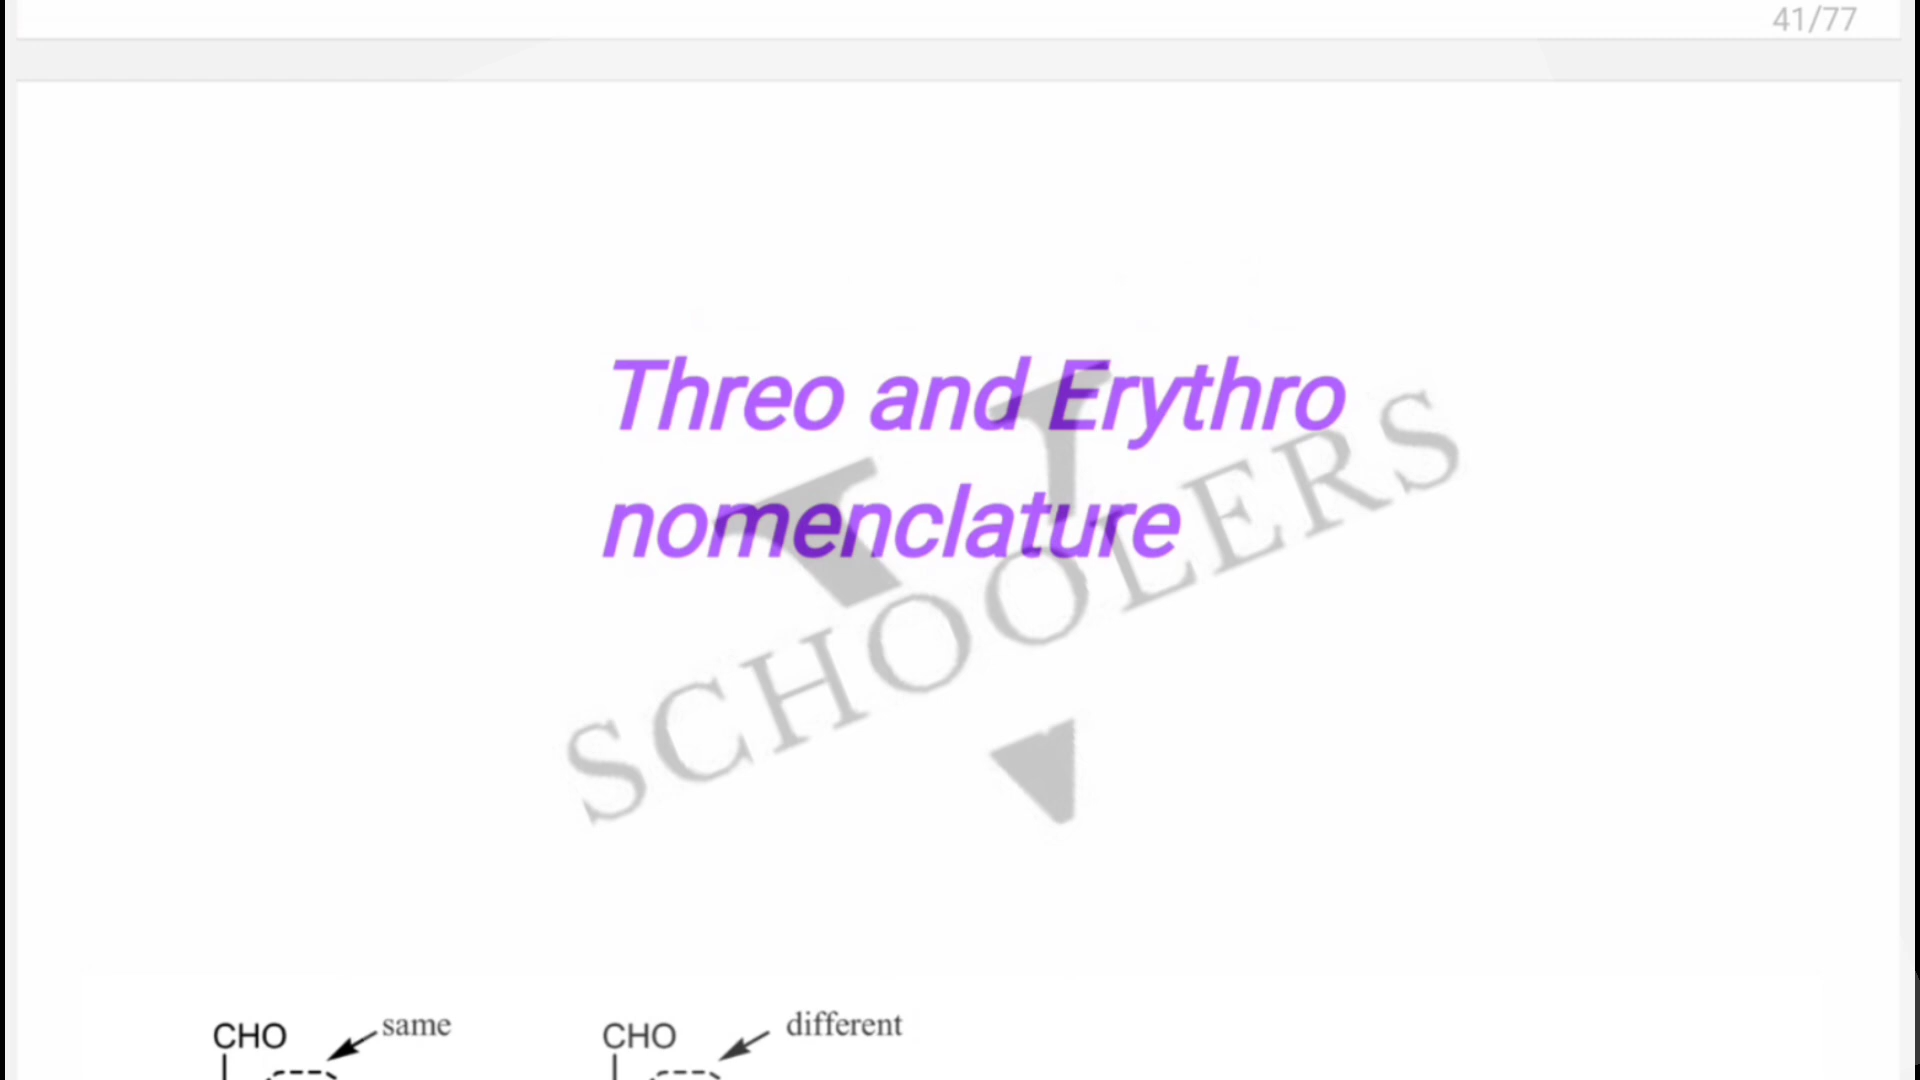 41/77
Threo and Erythro
nomenclature
SCHOOLERS
CHO same CHO different